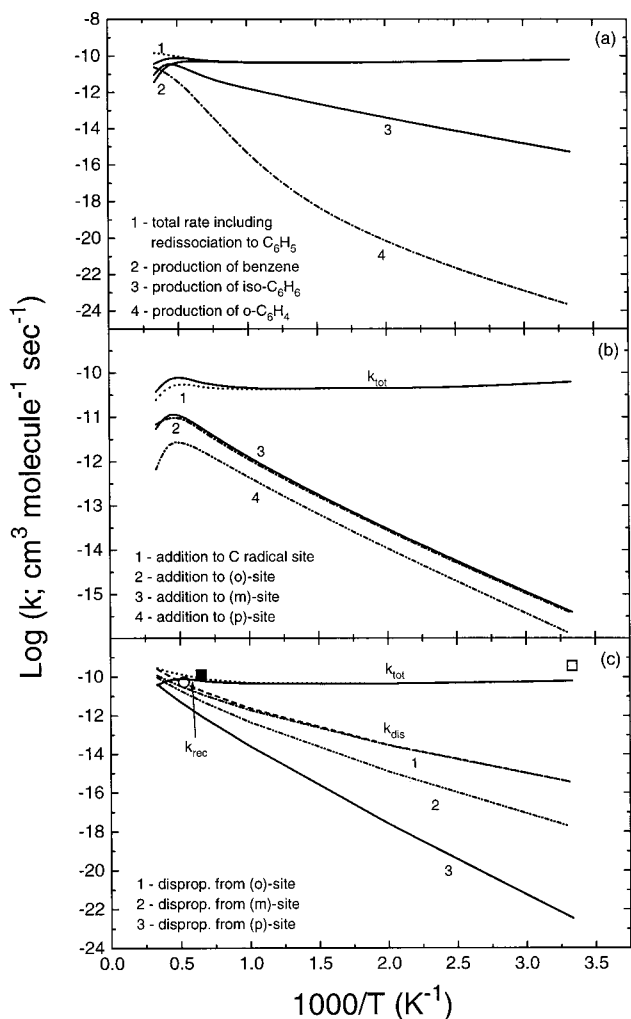 Log (k; cm³ molecule⁻¹ sec⁻¹)
-8
-10
-12
-14
-16
-18
-20
-22
-24
(a)
1
2
3
4
1 - total rate including
redissociation to C₆H₅
2 - production of benzene
3 - production of iso-C₆H₆
4 - production of o-C₆H₄
-10
-11
-12
-13
-14
-15
(b)
kₜₒₜ
1
2
3
4
1 - addition to C radical site
2 - addition to (o)-site
3 - addition to (m)-site
4 - addition to (p)-site
-10
-12
-14
-16
-18
-20
-22
-24
(c)
kₜₒₜ
k_dis
k_rec
1
2
3
1 - disprop. from (o)-site
2 - disprop. from (m)-site
3 - disprop. from (p)-site
0.0 0.5 1.0 1.5 2.0 2.5 3.0 3.5
1000/T (K⁻¹)